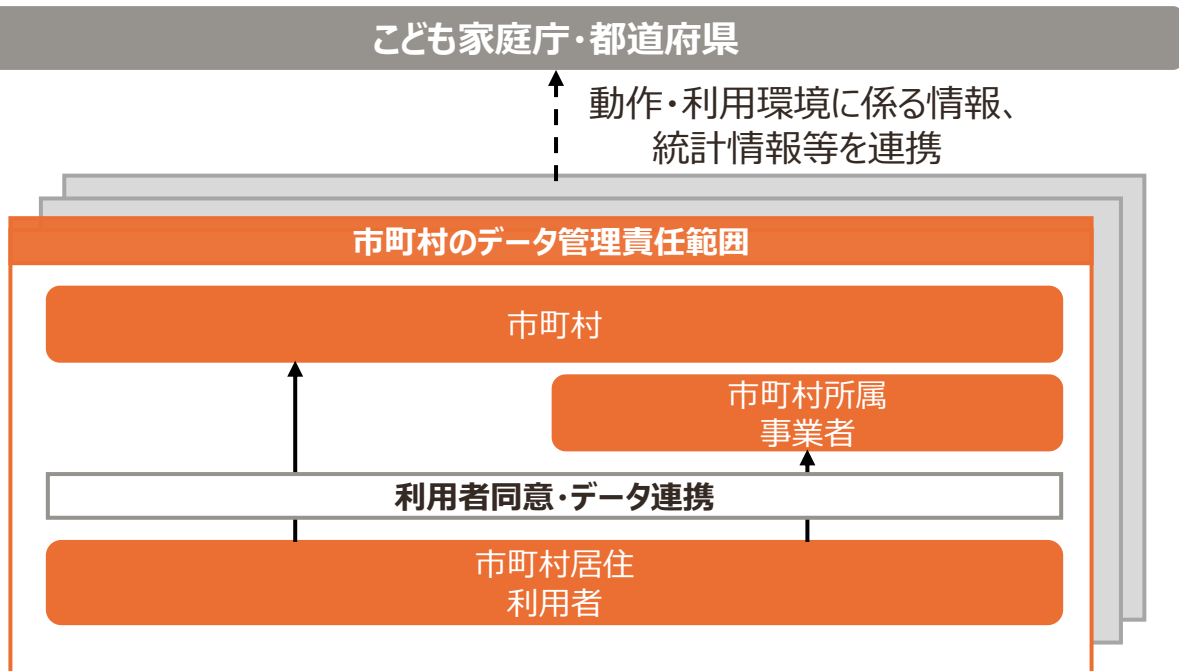 こども家庭庁・都道府県
動作・利用環境に係る情報、
統計情報等を連携
市町村のデータ管理責任範囲
市町村
市町村所属
事業者
利用者同意・データ連携
市町村居住
利用者